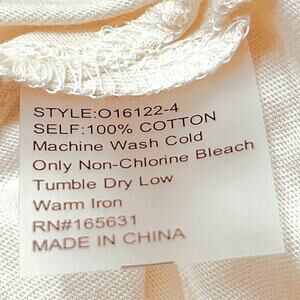 STYLE:O16122-4
SELF:100% COTTON
Machine Wash Cold
Only Non-Chlorine Bleach
Tumble Dry Low
Warm Iron
RN#165631
MADE IN CHINA